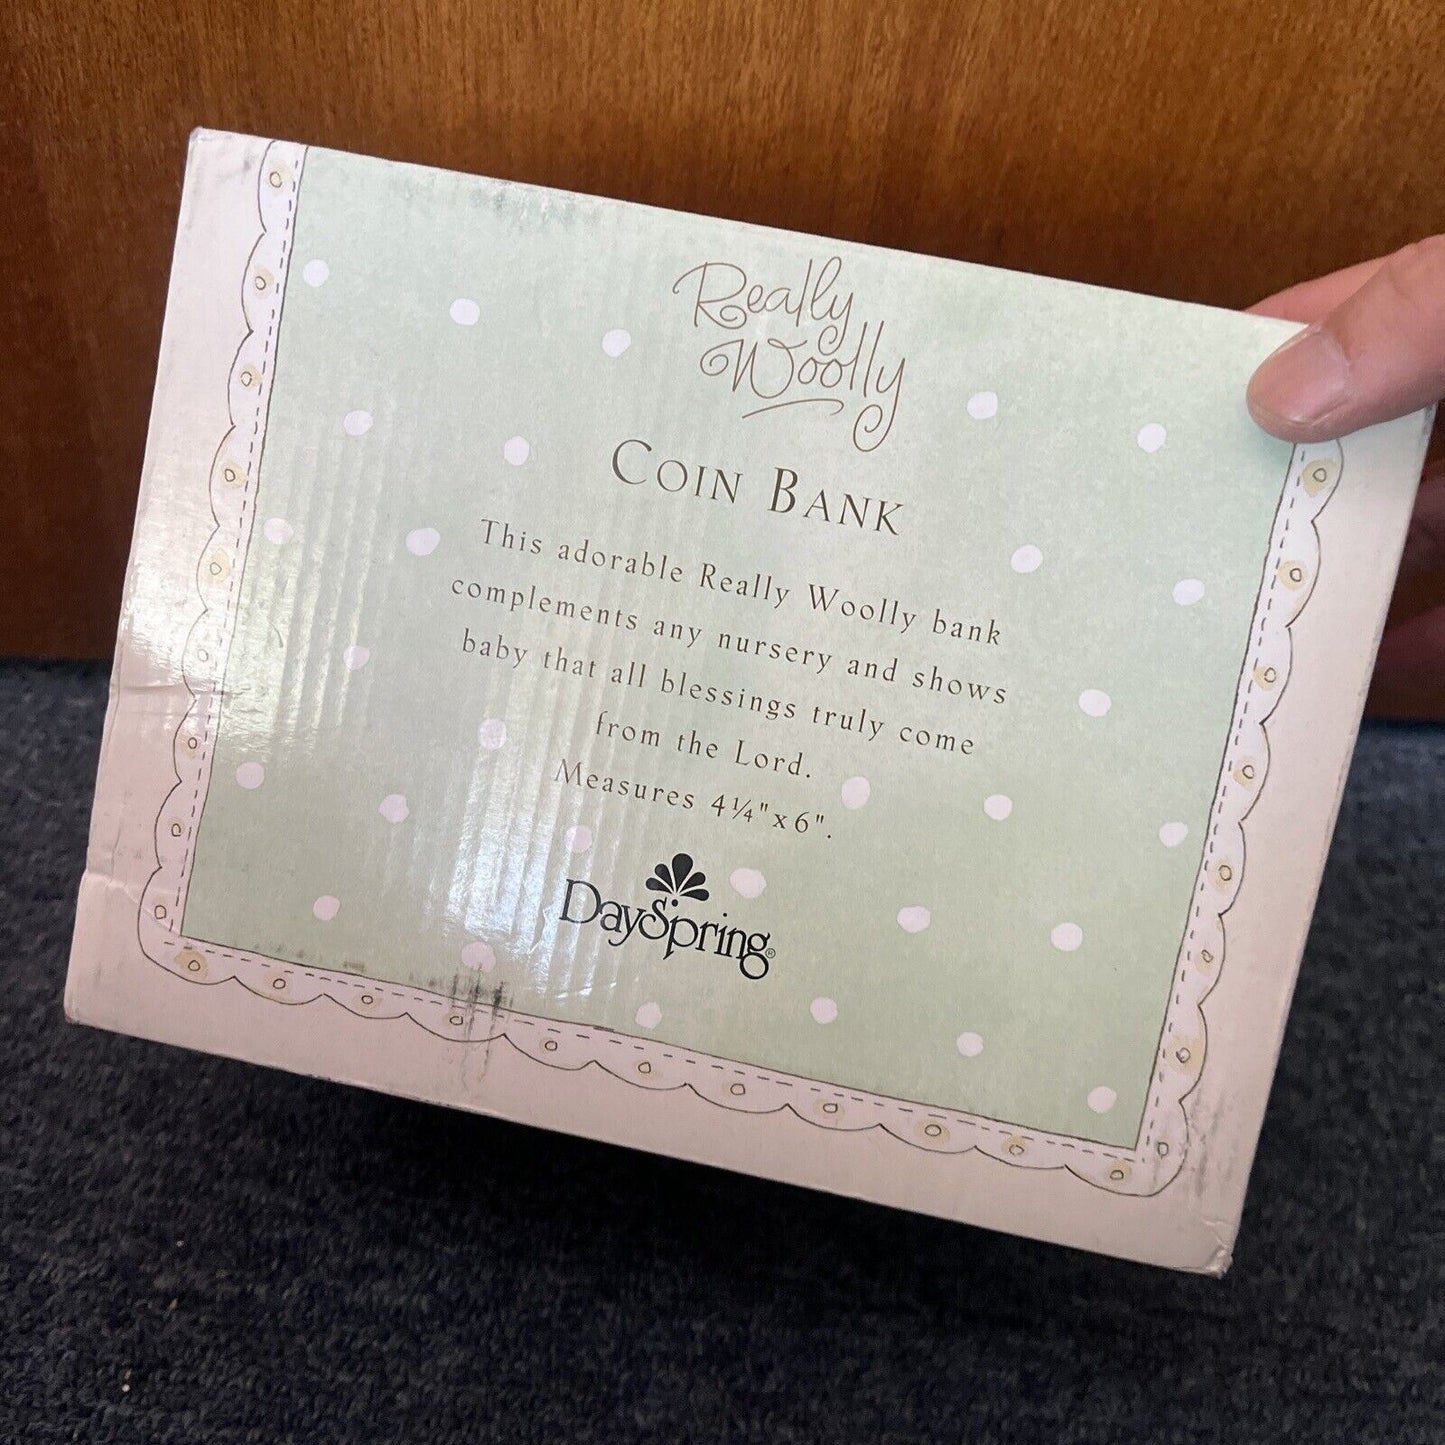 Really
Woolly
COIN BANK
This adorable Really Woolly bank
complements any nursery and shows
baby that all blessings truly come
from the Lord.
Measures 4¼"x6".
DaySpring®